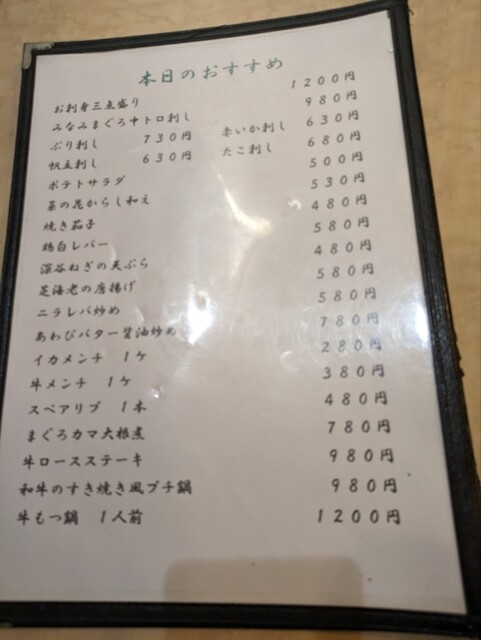 本日のおすすめ
お刺身三点盛り 1200円
みなみまぐろ中トロ刺し 980円
ぶり刺し 730円 赤いか刺し 630円
帆立刺し 630円 たこ刺し 680円
ポテトサラダ 500円
菜の花からし和え 530円
焼き茄子 480円
鶏白レバー 580円
深谷ねぎの天ぷら 480円
芝海老の唐揚げ 580円
ニラレバ炒め 580円
あわびバター醤油炒め 780円
イカメンチ 1ケ 280円
牛メンチ 1ケ 380円
スペアリブ 1本 480円
まぐろカマ大根煮 780円
牛ロースステーキ 980円
和牛のすき焼き風プチ鍋 980円
牛もつ鍋 1人前 1200円